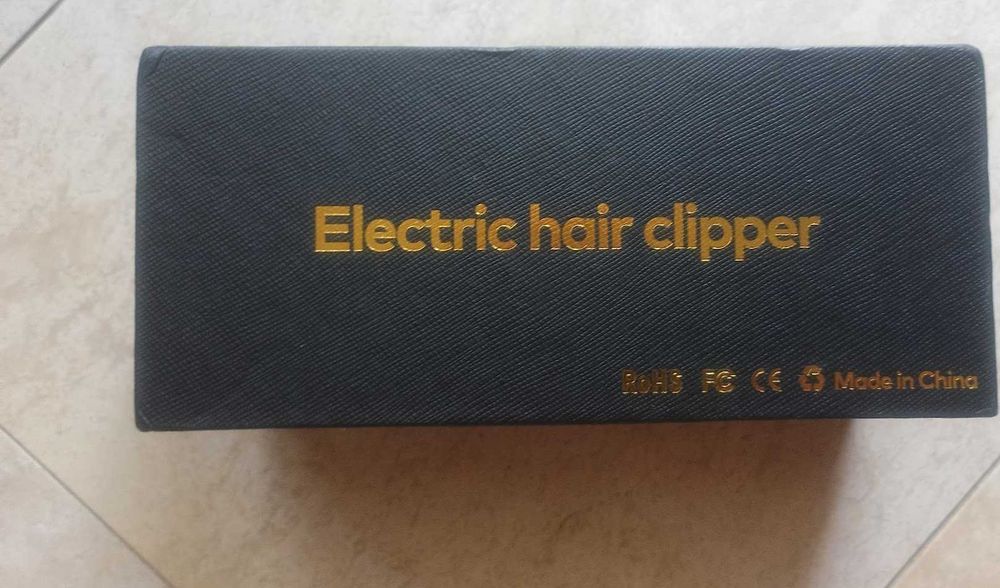 Electric hair clipper
RoHS FC CE Made in China